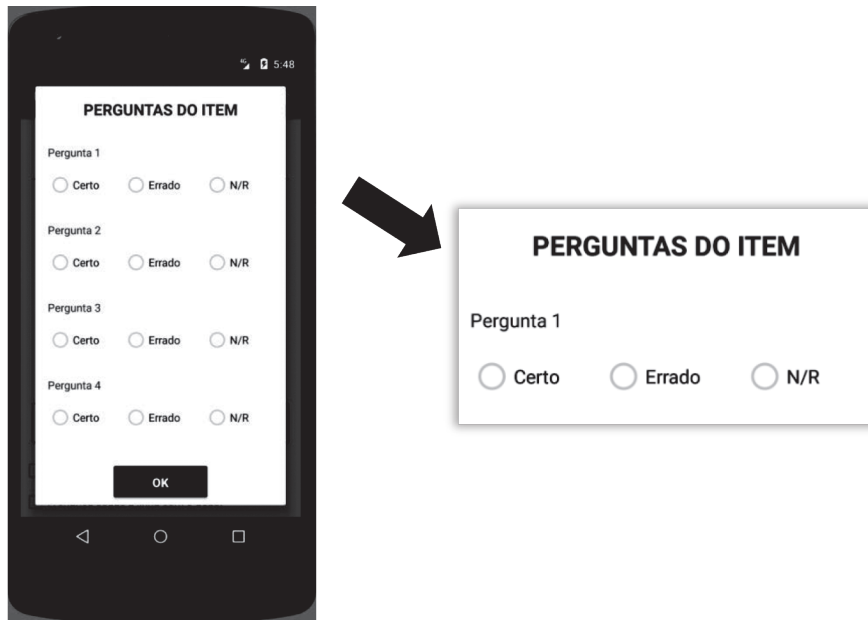 4G 5:48
PERGUNTAS DO ITEM
Pergunta 1
Certo Errado N/R
Pergunta 2
Certo Errado N/R
Pergunta 3
Certo Errado N/R
Pergunta 4
Certo Errado N/R
OK
PERGUNTAS DO ITEM
Pergunta 1
Certo Errado N/R